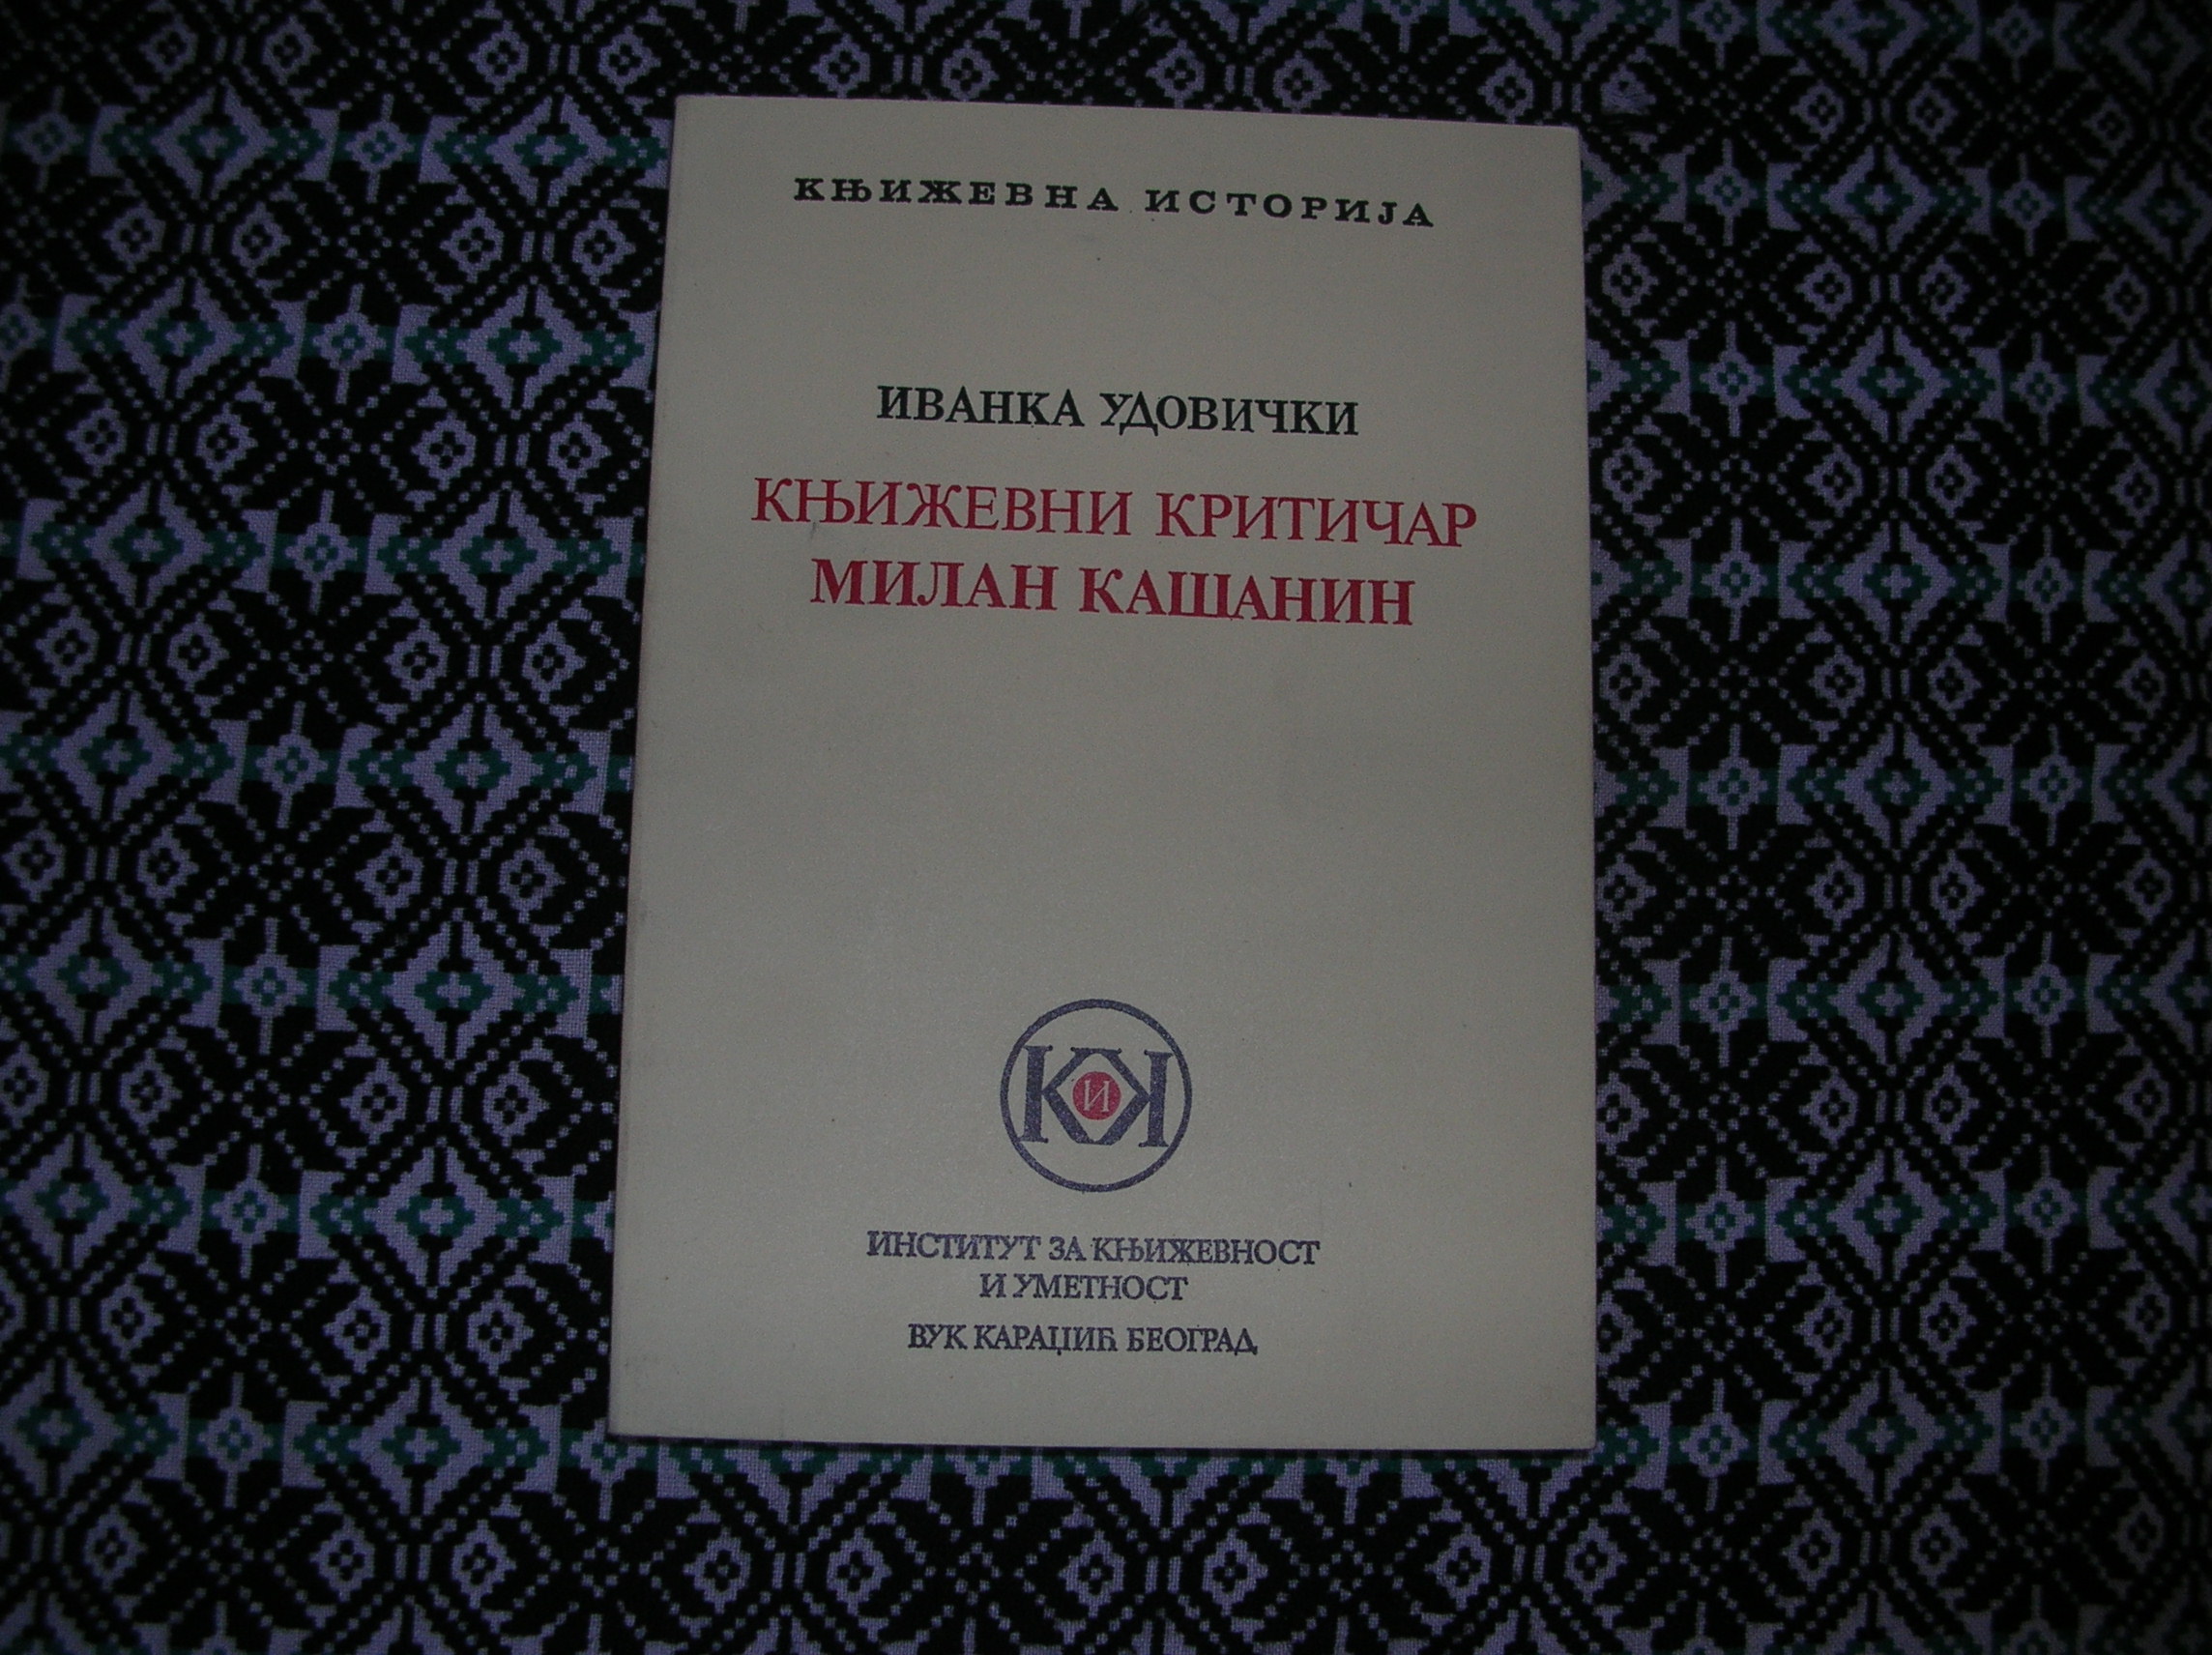 КЊИЖЕВНА ИСТОРИЈА
ИВАНКА УДОВИЧКИ
КЊИЖЕВНИ КРИТИЧАР
МИЛАН КАШАНИН
КИК
ИНСТИТУТ ЗА КЊИЖЕВНОСТ
И УМЕТНОСТ
ВУК КАРАЏИЋ БЕОГРАД